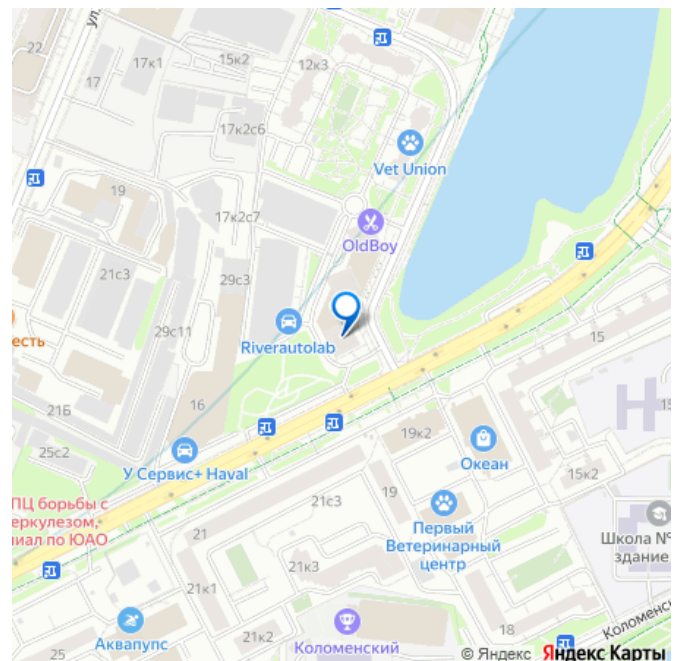 ул.
22
17к1
15к2
12к3
17
17к2с6
Vet Union
19
17к2с7
OldBoy
21с3
29с3
29с11
есть
Riverautolab
15
16
21Б
19к2
25с2
У Сервис+ Haval
Океан
15к2
ПЦ борьбы с
еркулезом,
иал по ЮАО
21с3
19
21
Первый
Ветеринарный
центр
Школа №
здание
21к3
21к1
Аквапупс
25
21к2
Коломенский
18
Коломенски
© Яндекс Яндекс Карты